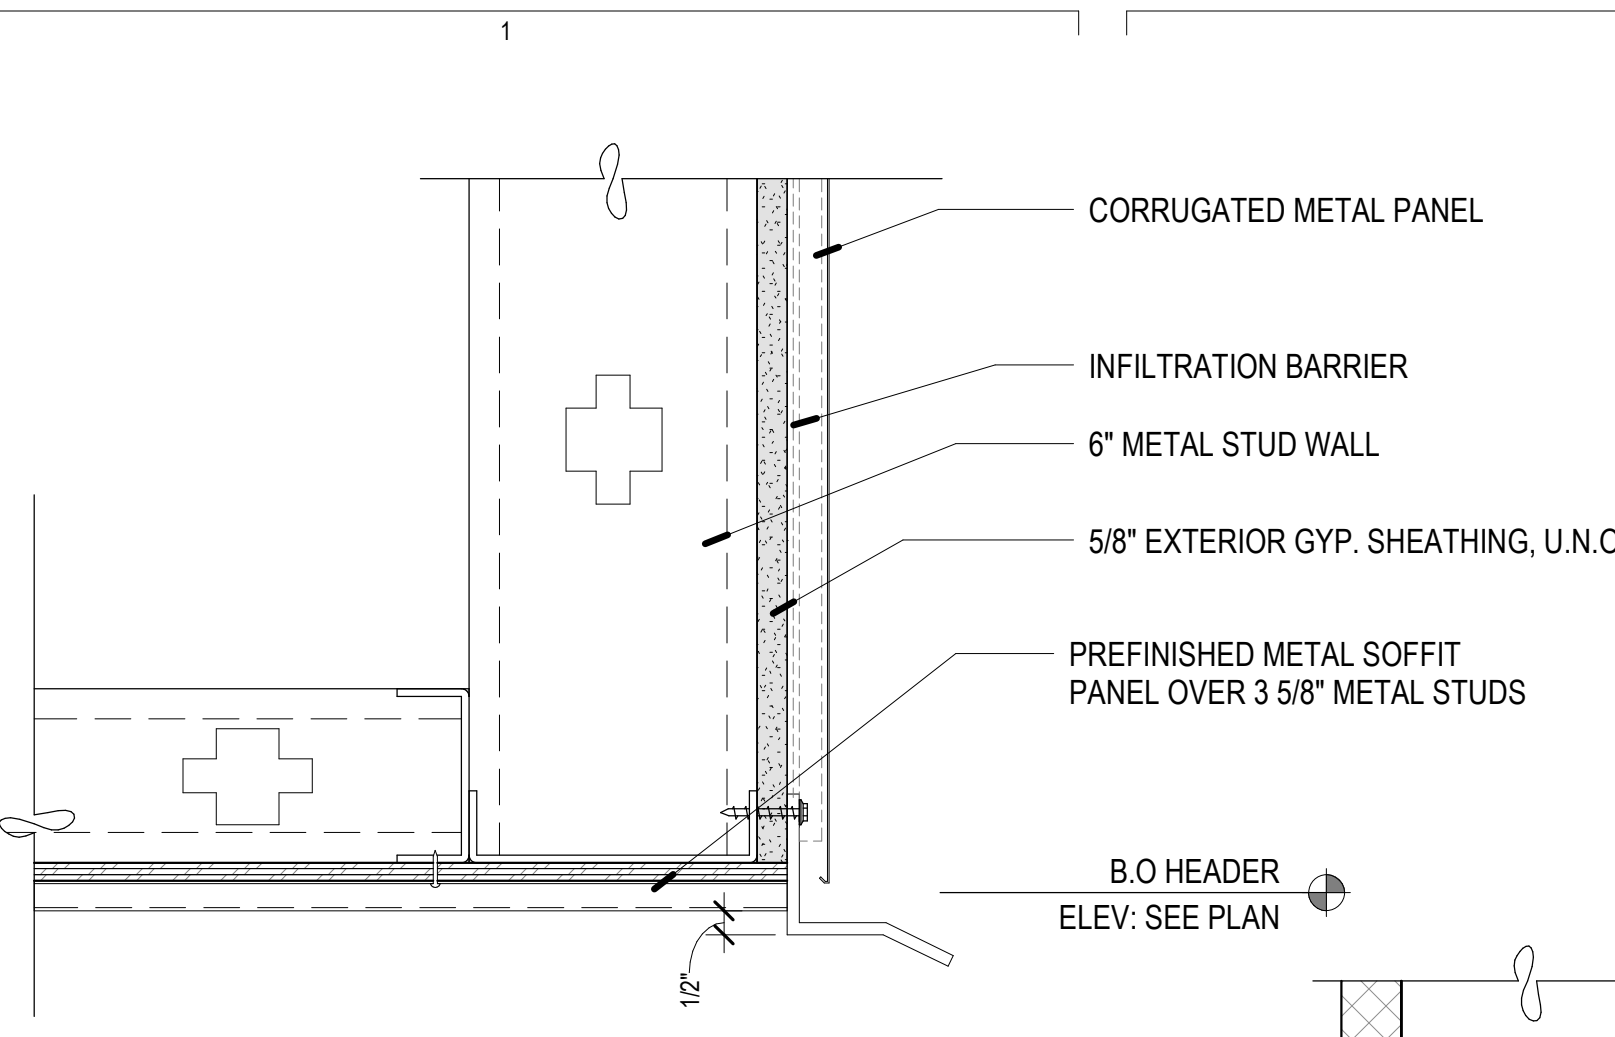 1
CORRUGATED METAL PANEL
INFILTRATION BARRIER
6" METAL STUD WALL
5/8" EXTERIOR GYP. SHEATHING, U.N.O
PREFINISHED METAL SOFFIT
PANEL OVER 3 5/8" METAL STUDS
B.O HEADER
ELEV: SEE PLAN
1/2"